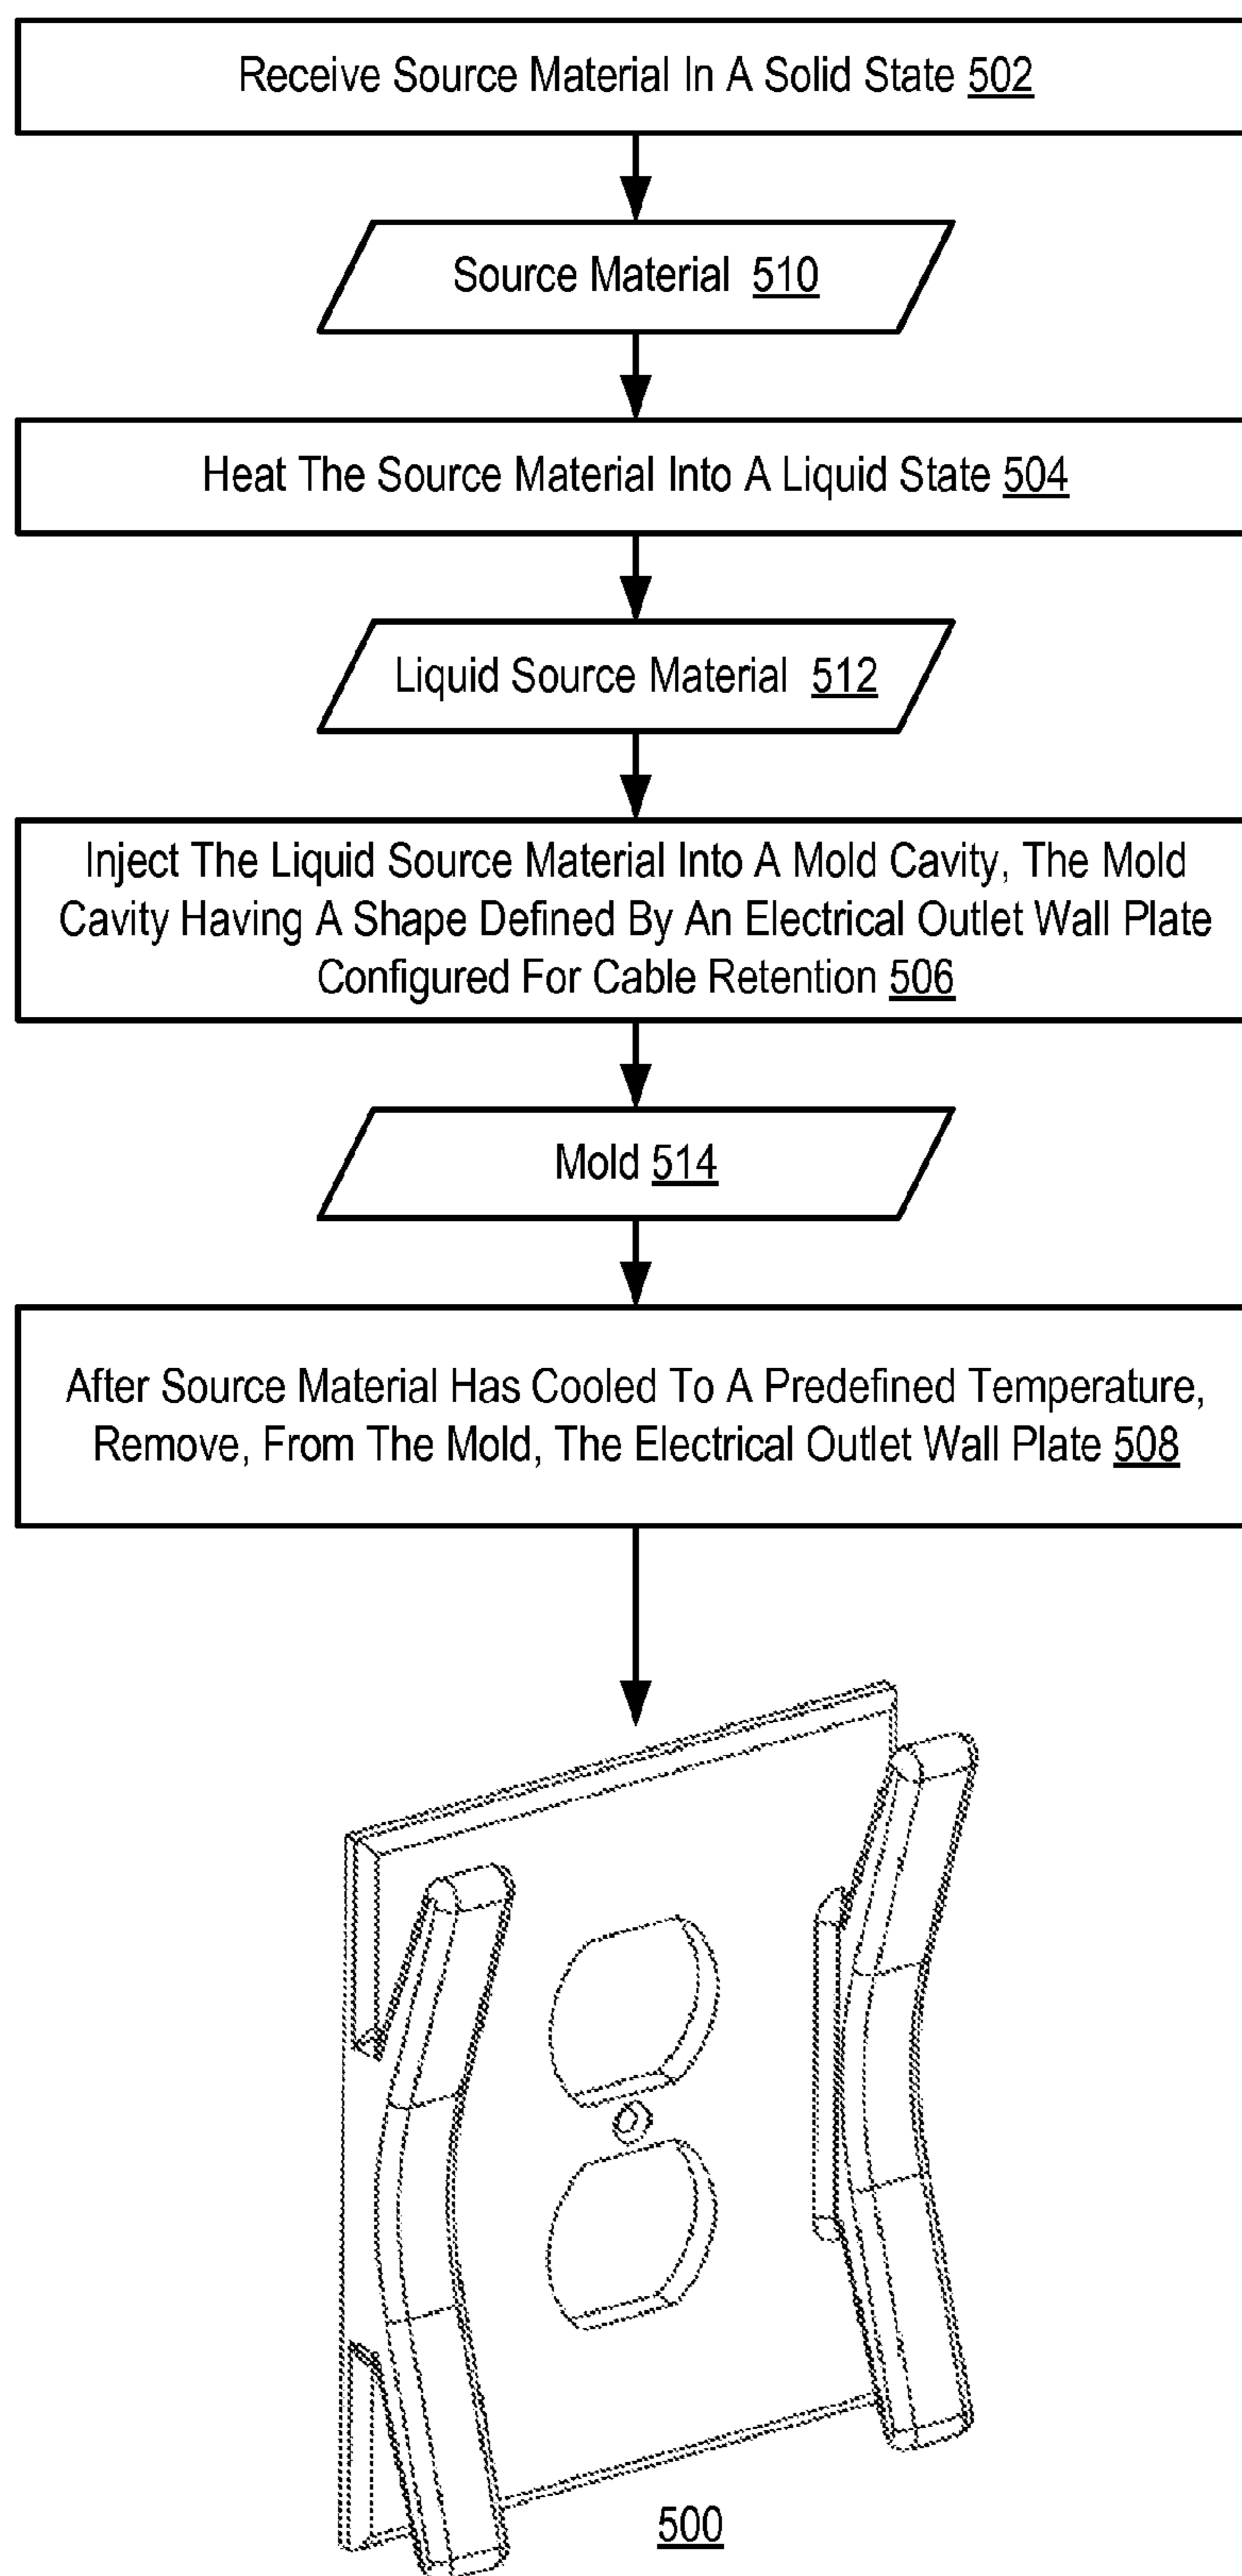 Receive Source Material In A Solid State 502
Source Material 510
Heat The Source Material Into A Liquid State 504
Liquid Source Material 512
Inject The Liquid Source Material Into A Mold Cavity, The Mold
Cavity Having A Shape Defined By An Electrical Outlet Wall Plate
Configured For Cable Retention 506
Mold 514
After Source Material Has Cooled To A Predefined Temperature,
Remove, From The Mold, The Electrical Outlet Wall Plate 508
500